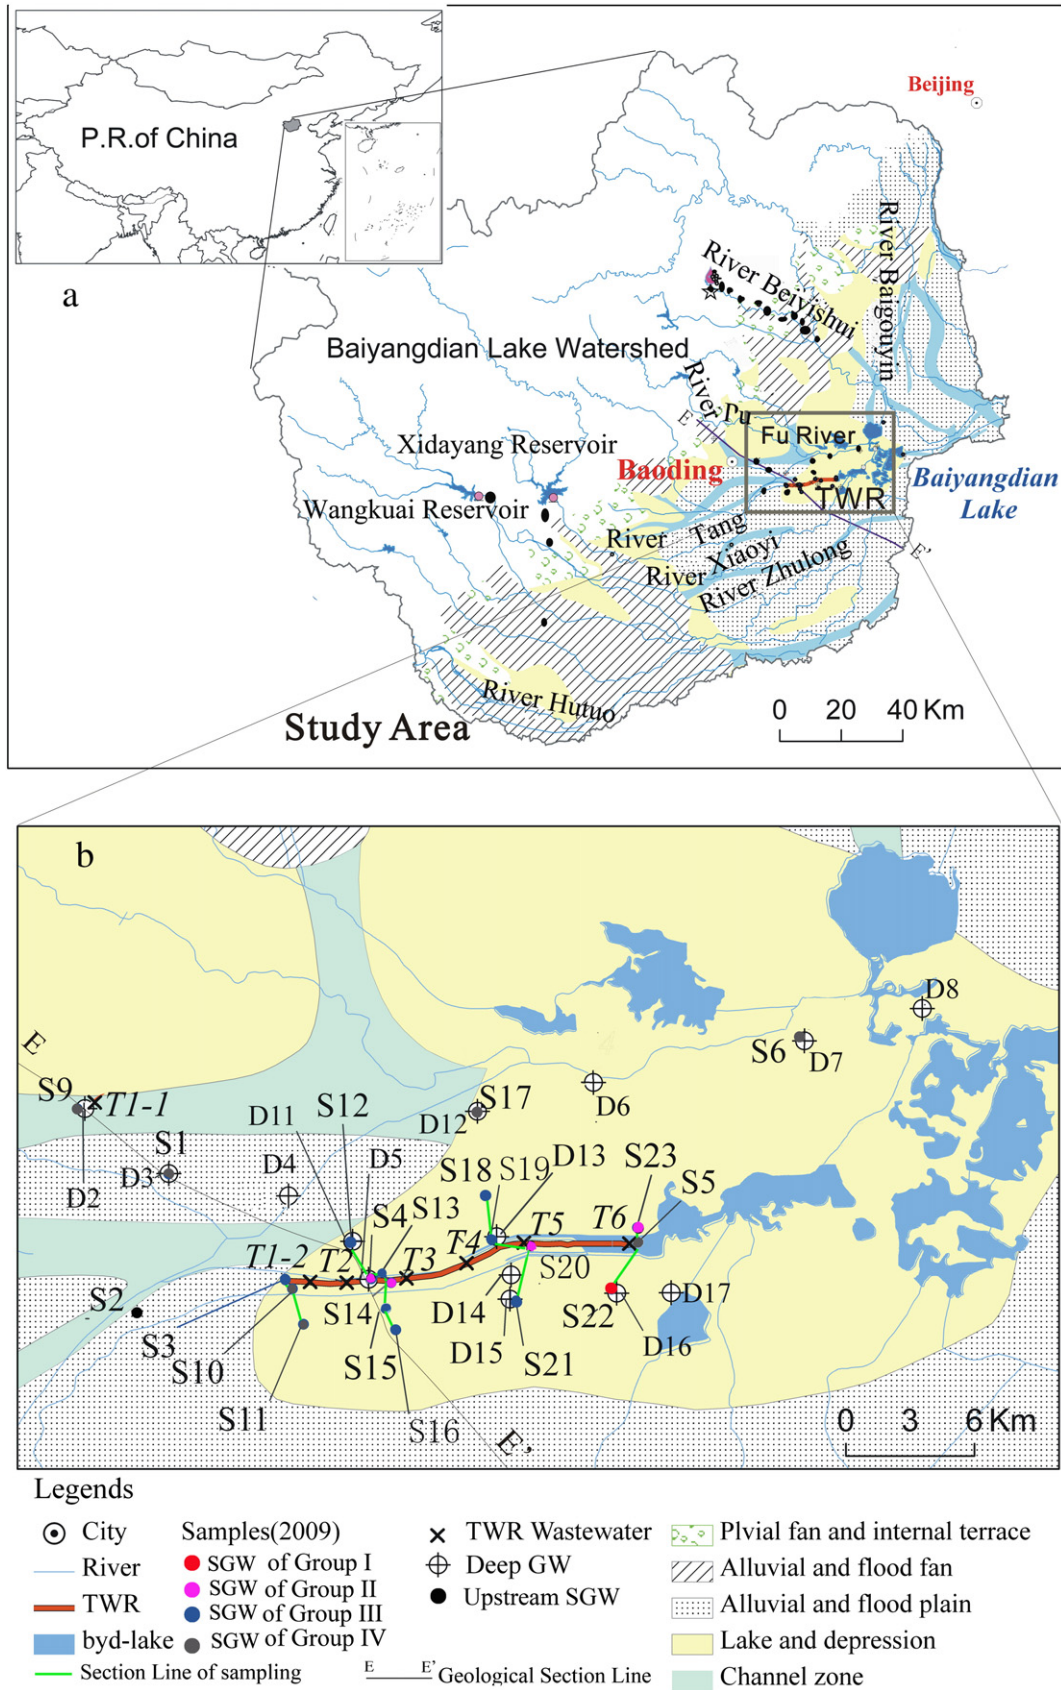 Beijing
P.R.of China
a
River Baigouyin
River Beiyishui
Baiyangdian Lake Watershed
River Pu
E
Fu River
Xidayang Reservoir
Baoding
Baiyangdian
Lake
Wangkuai Reservoir
TWR
River Tang
E'
River Xiaoyi
River Zhulong
River Hutuo
Study Area
0 20 40 Km
b
D8
E
S6
D7
S9
T1-1
S12
S17
D6
D11
D12
S1
D5
S18
S19
D13
S23
D3
D4
S4
S13
S5
D2
T5
T6
T4
T1-2
T2
T3
S20
S2
S14
D14
S22
D17
S3
S10
S15
D15
S21
D16
S11
S16
E'
0 3 6 Km
Legends
City
Samples(2009)
TWR Wastewater
Plvial fan and internal terrace
River
SGW of Group I
Deep GW
Alluvial and flood fan
TWR
SGW of Group II
Upstream SGW
Alluvial and flood plain
SGW of Group III
byd-lake
SGW of Group IV
Lake and depression
Section Line of sampling
E E' Geological Section Line
Channel zone